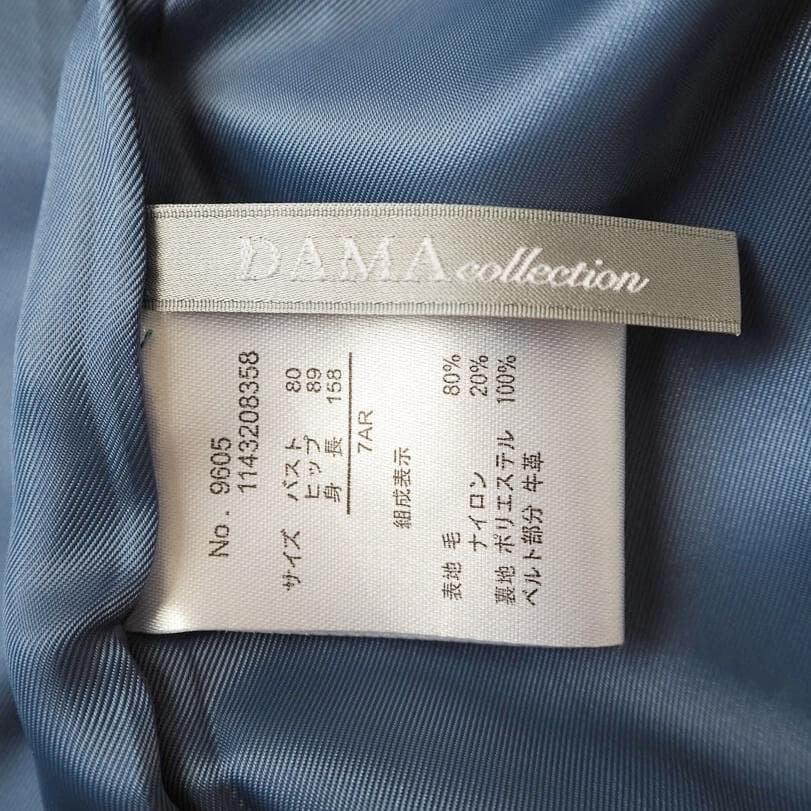 DAMA collection
No. 9605
1143208358
サイズ バスト 80
ヒップ 89
身長 158
7AR
組成表示
表地 毛 80%
ナイロン 20%
裏地 ポリエステル 100%
ベルト部分 牛革